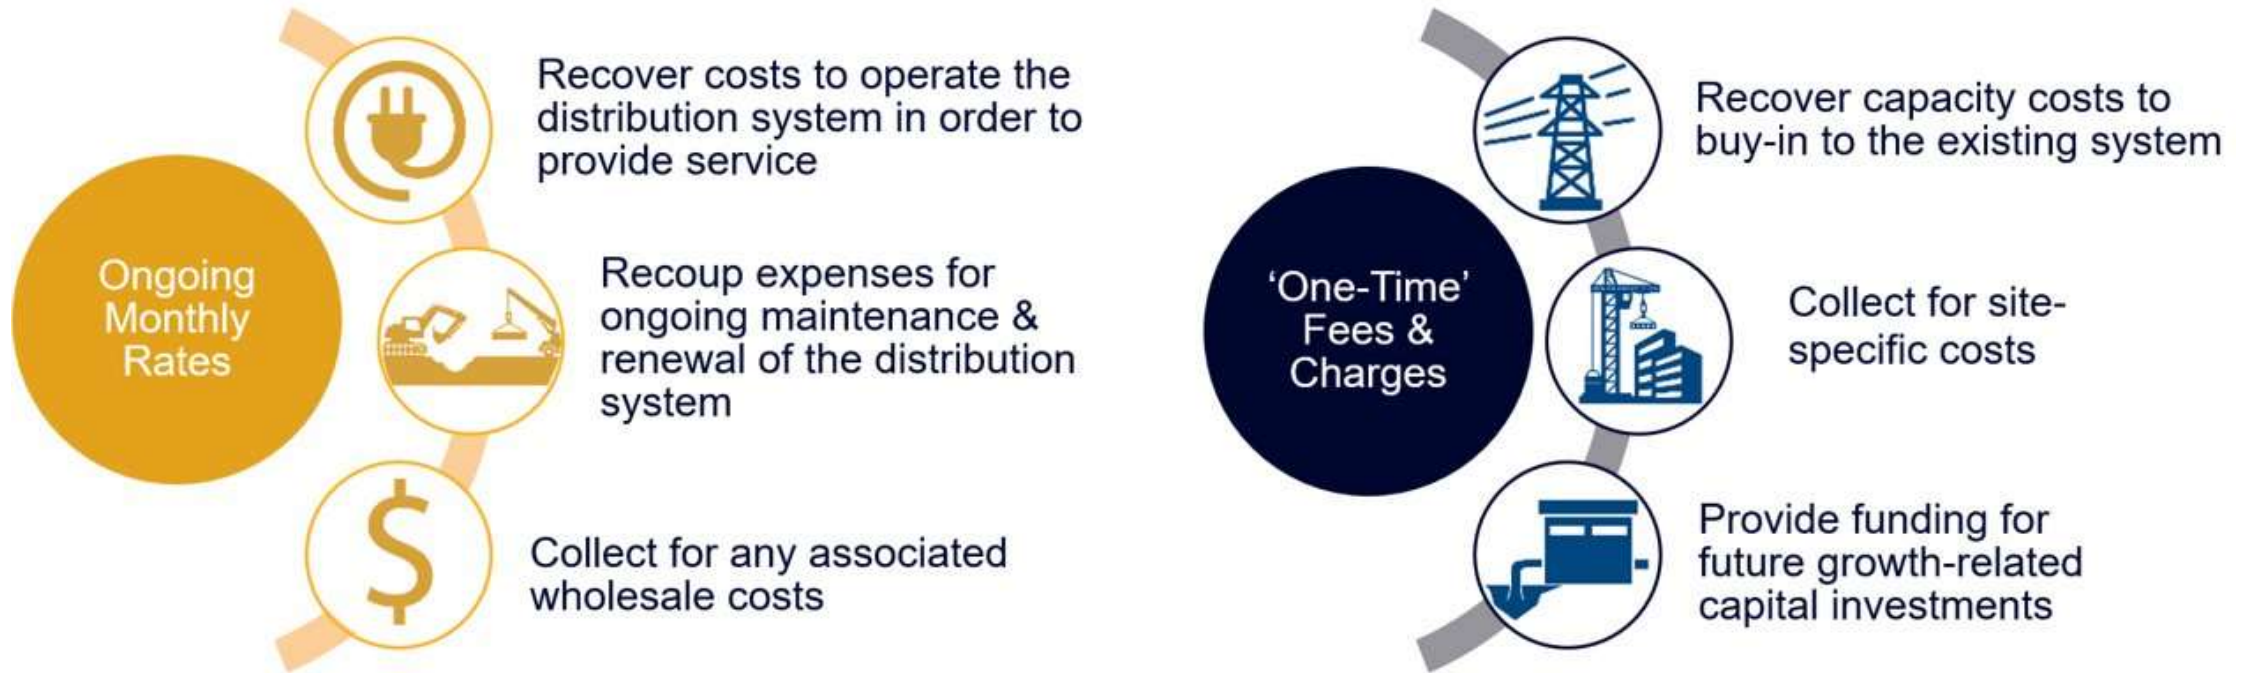 Ongoing
Monthly
Rates
Recover costs to operate the
distribution system in order to
provide service
Recoup expenses for
ongoing maintenance &
renewal of the distribution
system
Collect for any associated
wholesale costs
‘One-Time’
Fees &
Charges
Recover capacity costs to
buy-in to the existing system
Collect for site-
specific costs
Provide funding for
future growth-related
capital investments